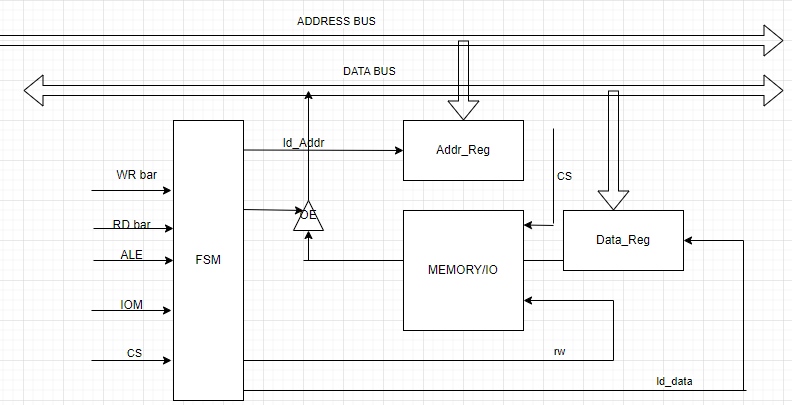 ADDRESS BUS
DATA BUS
ld_Addr
Addr_Reg
WR bar
CS
RD bar
OE
Data_Reg
ALE
FSM
MEMORY/IO
IOM
CS
rw
ld_data